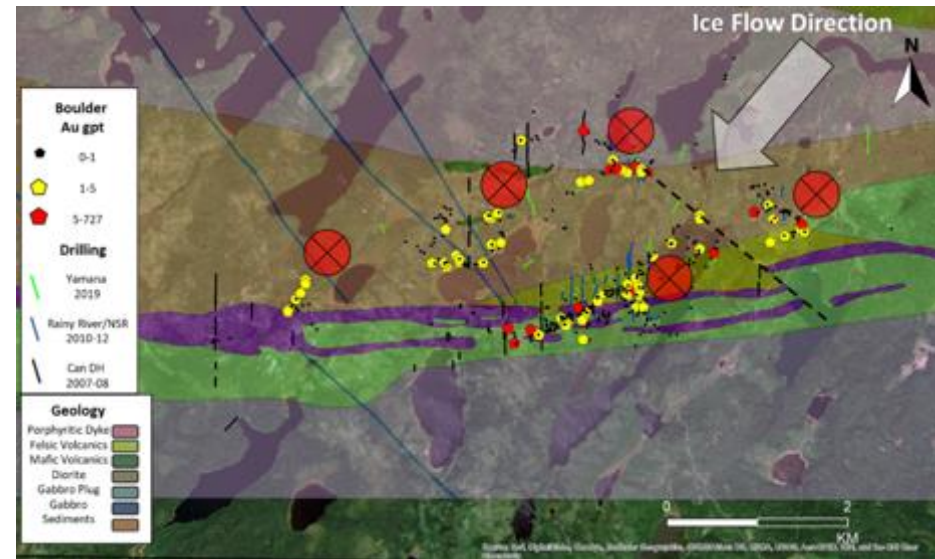 Ice Flow Direction
N
Boulder
Au gpt
0-1
1-5
5-727
Drilling
Yamana
2019
Rainy River/NSR
2010-12
Can DH
2007-08
Geology
Porphyritic Dyke
Felsic Volcanics
Mafic Volcanics
Diorite
Gabbro Plug
Gabbro
Sediments
0
2
KM